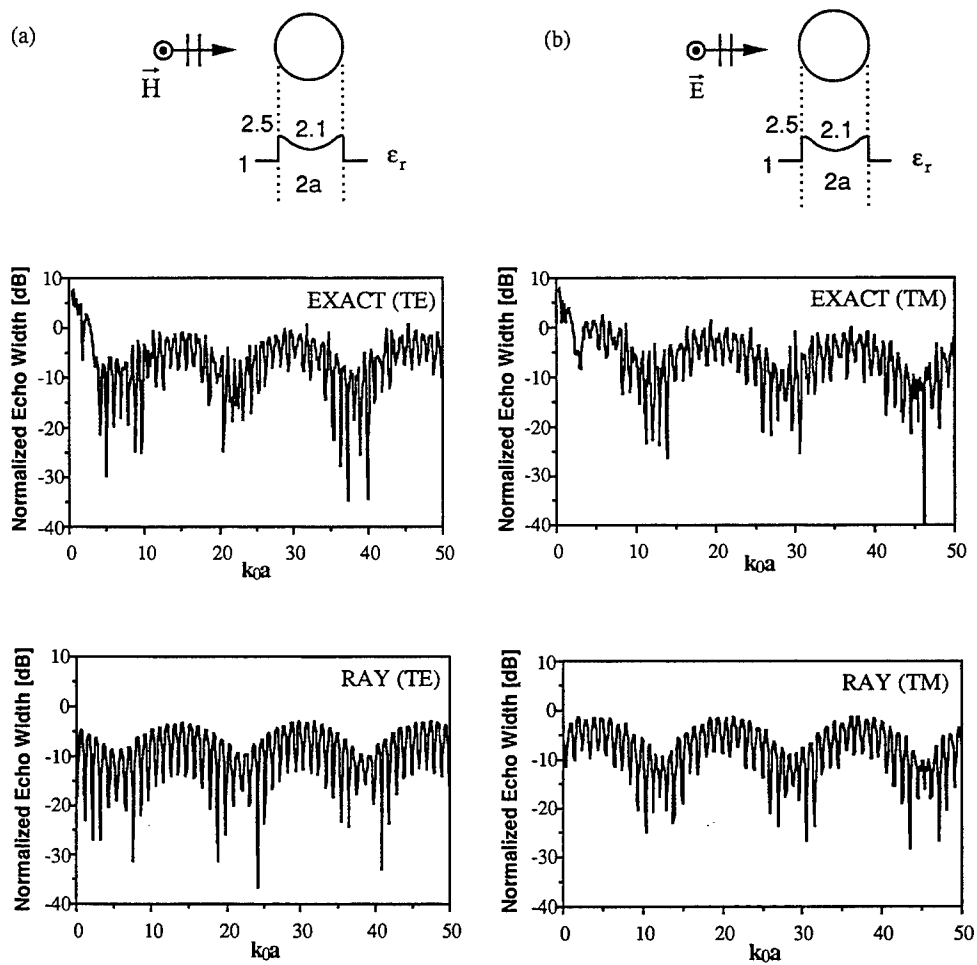 (a)
H
2.5
2.1
1
ε_r
2a
(b)
E
2.5
2.1
1
ε_r
2a
Normalized Echo Width [dB]
10
0
-10
-20
-30
-40
EXACT (TE)
0 10 20 30 40 50
k₀a
Normalized Echo Width [dB]
10
0
-10
-20
-30
-40
EXACT (TM)
0 10 20 30 40 50
k₀a
Normalized Echo Width [dB]
10
0
-10
-20
-30
-40
RAY (TE)
0 10 20 30 40 50
k₀a
Normalized Echo Width [dB]
10
0
-10
-20
-30
-40
RAY (TM)
0 10 20 30 40 50
k₀a